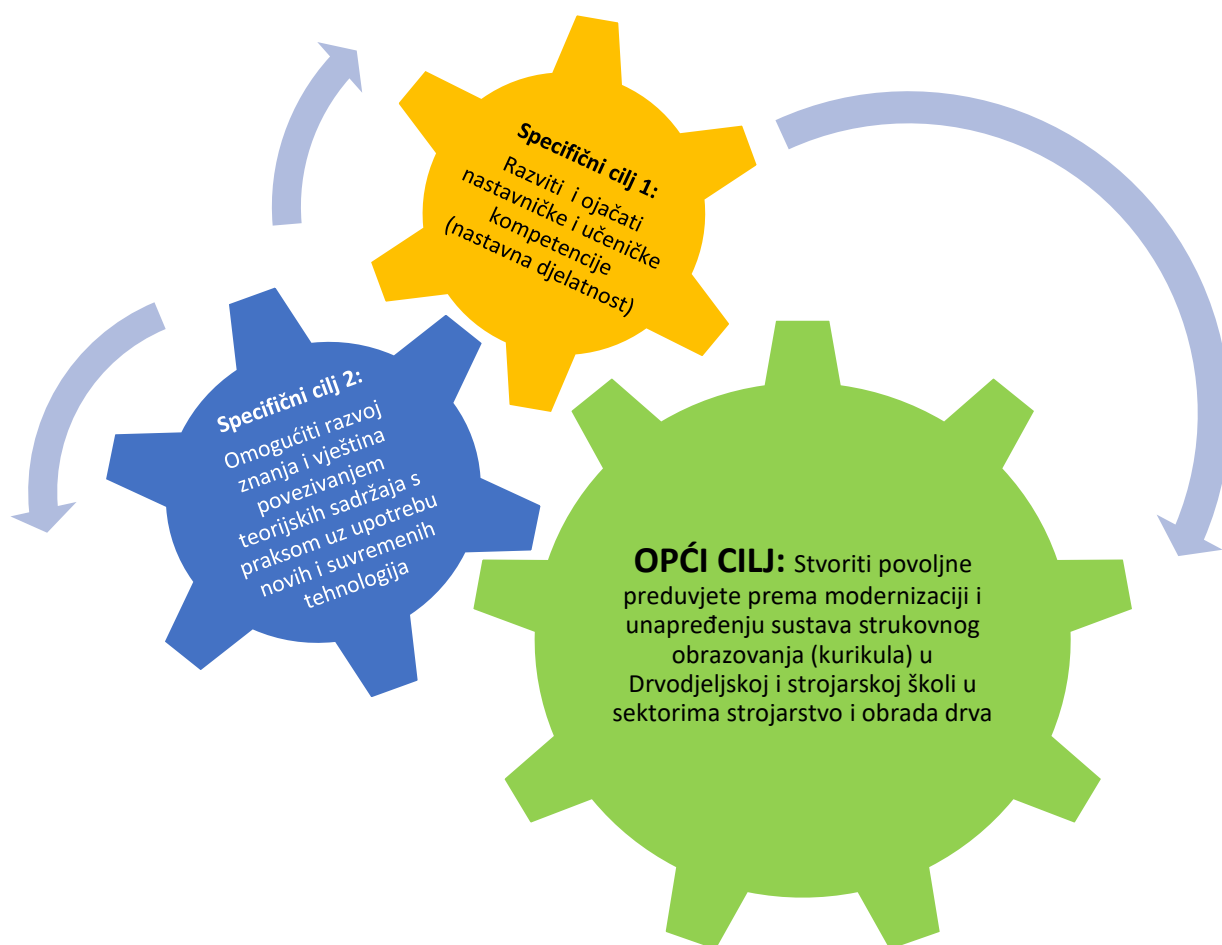 Specifični cilj 1:
Razviti i ojačati
nastavničke i učeničke
kompetencije
(nastavna djelatnost)
Specifični cilj 2:
Omogućiti razvoj
znanja i vještina
povezivanjem
teorijskih sadržaja s
praksom uz upotrebu
novih i suvremenih
tehnologija
OPĆI CILJ: Stvoriti povoljne
preduvjete prema modernizaciji i
unapređenju sustava strukovnog
obrazovanja (kurikula) u
Drvodjeljskoj i strojarskoj školi u
sektorima strojarstvo i obrada drva